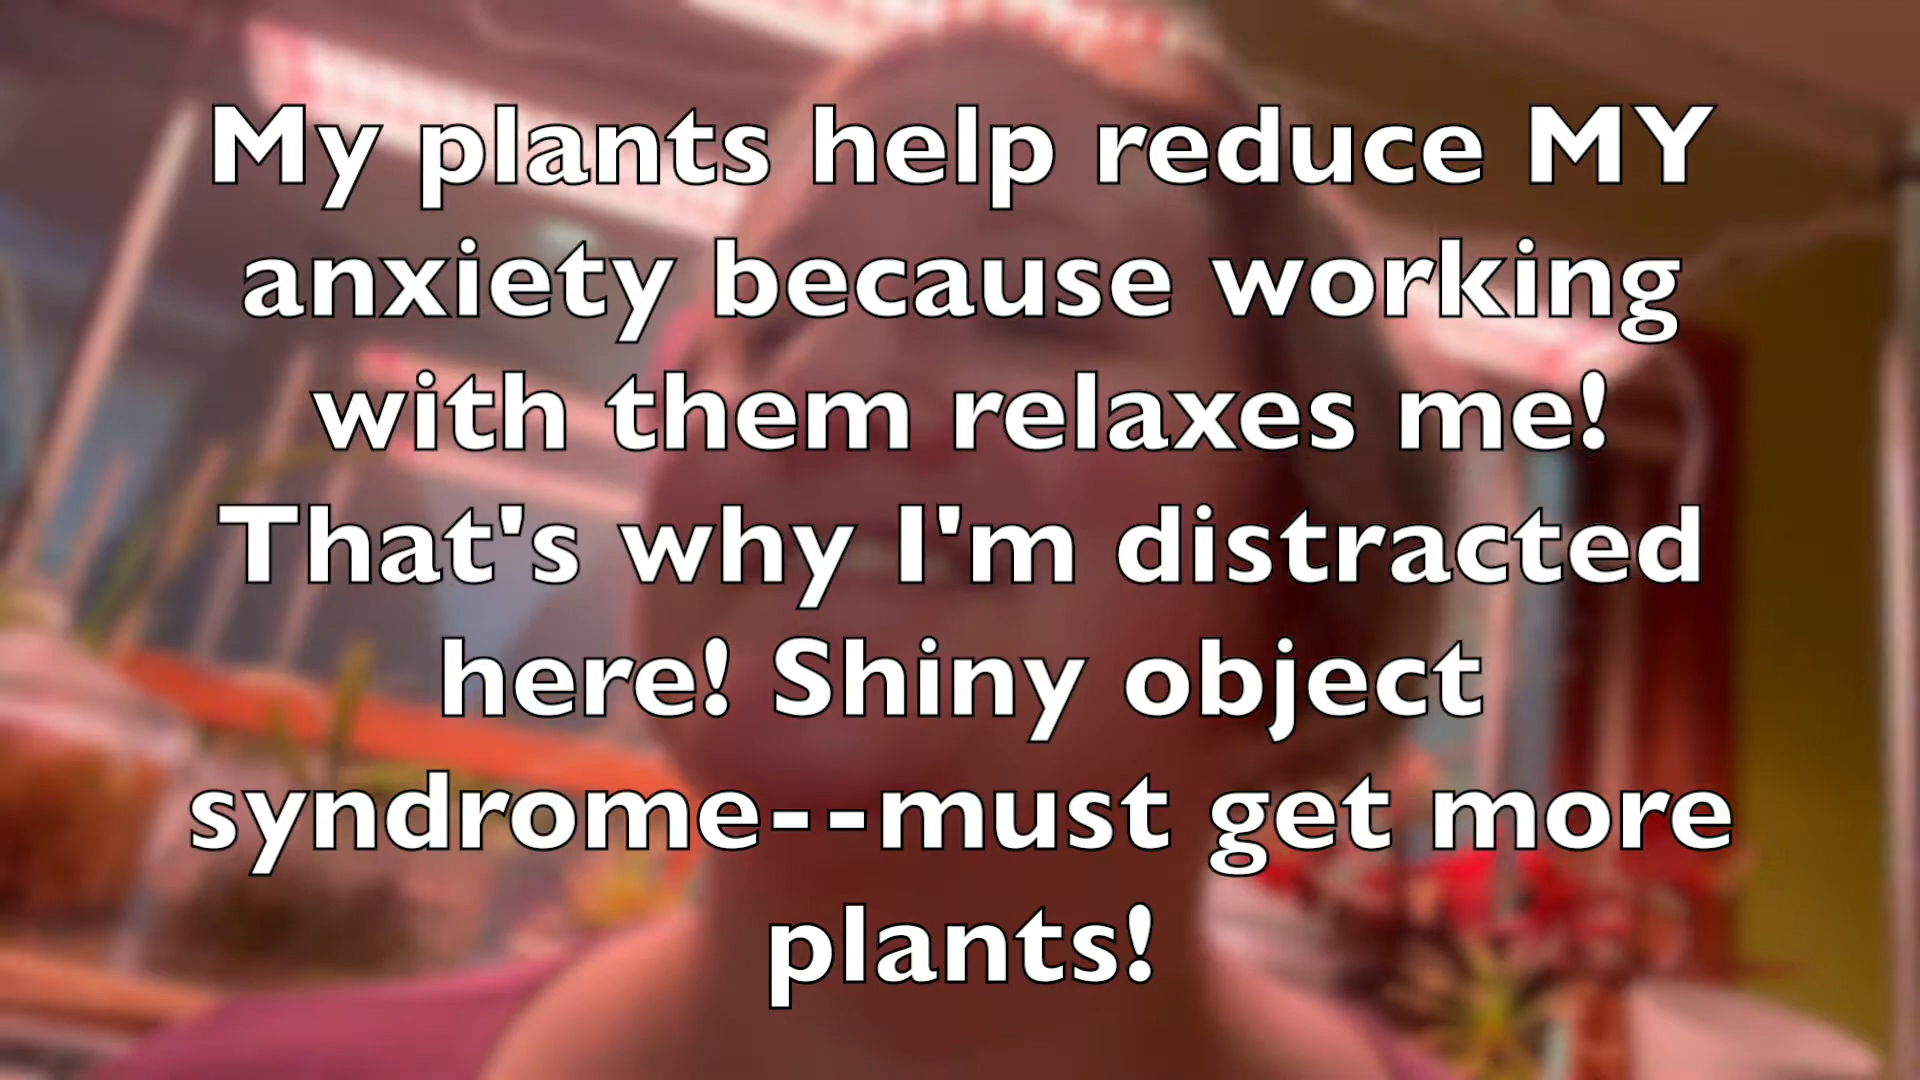 My plants help reduce MY
anxiety because working
with them relaxes me!
That's why I'm distracted
here! Shiny object
syndrome--must get more
plants!